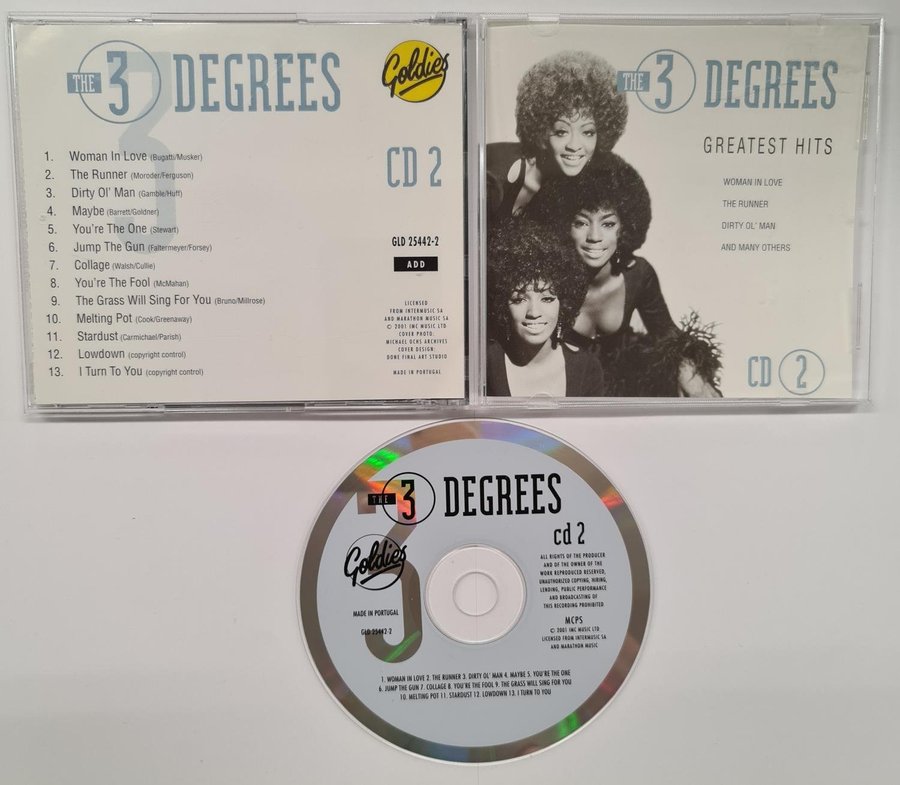 THE 3 DEGREES
Goldies
CD 2
1. Woman In Love (Bugatti/Musker)
2. The Runner (Moroder/Ferguson)
3. Dirty Ol' Man (Gamble/Huff)
4. Maybe (Barrett/Goldner)
5. You're The One (Stewart)
6. Jump The Gun (Faltermeyer/Forsey)
7. Collage (Walsh/Cullie)
8. You're The Fool (McMahan)
9. The Grass Will Sing For You (Bruno/Millrose)
10. Melting Pot (Cook/Greenaway)
11. Stardust (Carmichael/Parish)
12. Lowdown (copyright control)
13. I Turn To You (copyright control)
GLD 25442-2
ADD
LICENSED
FROM INTERMUSIC SA
AND MARATHON MUSIC SA
© 2001 IMC MUSIC LTD
COVER PHOTO:
MICHAEL OCHS ARCHIVES
COVER DESIGN:
DONE FINAL ART STUDIO
MADE IN PORTUGAL
THE 3 DEGREES
GREATEST HITS
WOMAN IN LOVE
THE RUNNER
DIRTY OL' MAN
AND MANY OTHERS
CD 2
THE 3 DEGREES
cd 2
Goldies
ALL RIGHTS OF THE PRODUCER
AND OF THE OWNER OF THE
WORK REPRODUCED RESERVED,
UNAUTHORIZED COPYING, HIRING,
LENDING, PUBLIC PERFORMANCE
AND BROADCASTING OF
THIS RECORDING PROHIBITED
MADE IN PORTUGAL
GLD 25442-2
MCPS
© 2001 IMC MUSIC LTD
LICENSED FROM INTERMUSIC SA
AND MARATHON MUSIC
1. WOMAN IN LOVE 2. THE RUNNER 3. DIRTY OL' MAN 4. MAYBE 5. YOU'RE THE ONE
6. JUMP THE GUN 7. COLLAGE 8. YOU'RE THE FOOL 9. THE GRASS WILL SING FOR YOU
10. MELTING POT 11. STARDUST 12. LOWDOWN 13. I TURN TO YOU